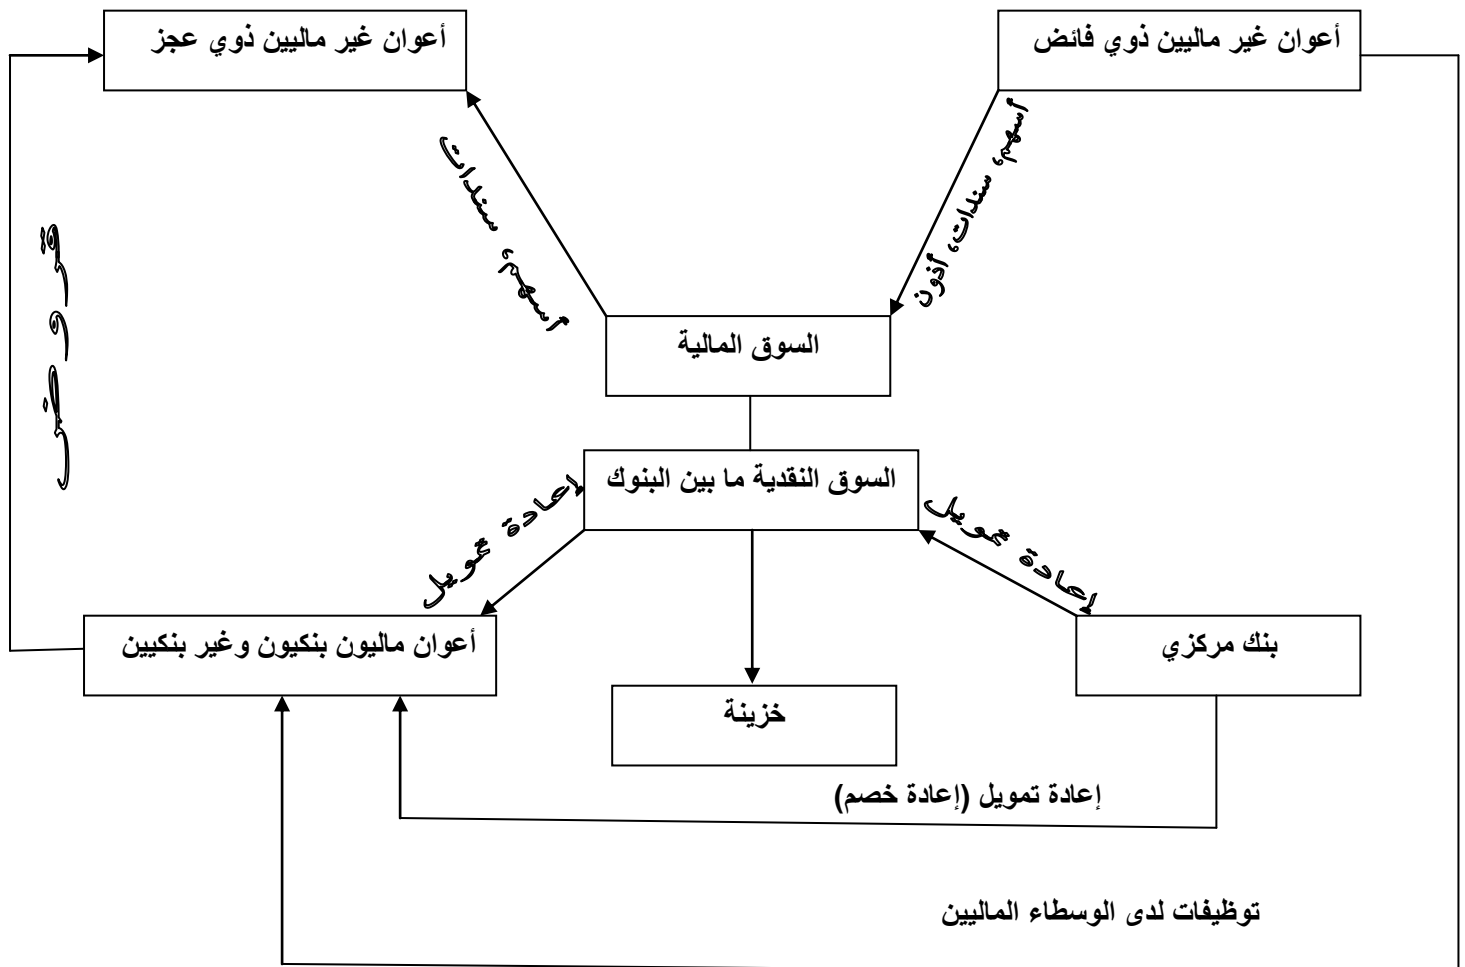 أعوان غير ماليين ذوي فائض
أعوان غير ماليين ذوي عجز
أسهم، سندات، أذون
أسهم، سندات
قروض
السوق المالية
السوق النقدية ما بين البنوك
إعادة تمويل
إعادة تمويل
بنك مركزي
أعوان ماليون بنكيون وغير بنكيين
خزينة
إعادة تمويل (إعادة خصم)
توظيفات لدى الوسطاء الماليين